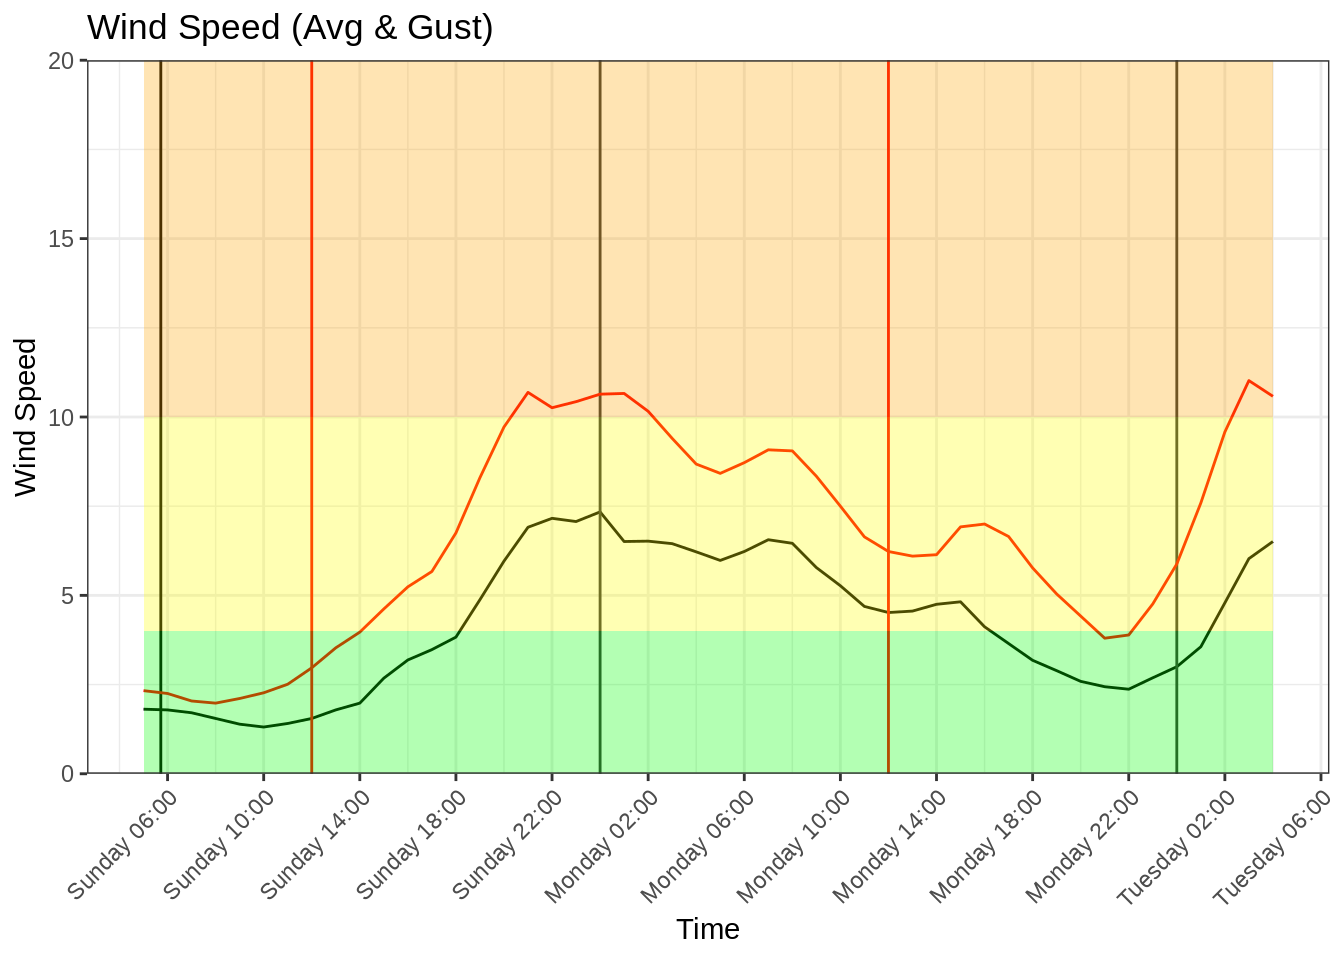 Wind Speed (Avg & Gust)
20
15
10
5
0
Wind Speed
Sunday 06:00
Sunday 10:00
Sunday 14:00
Sunday 18:00
Sunday 22:00
Monday 02:00
Monday 06:00
Monday 10:00
Monday 14:00
Monday 18:00
Monday 22:00
Tuesday 02:00
Tuesday 06:00
Time